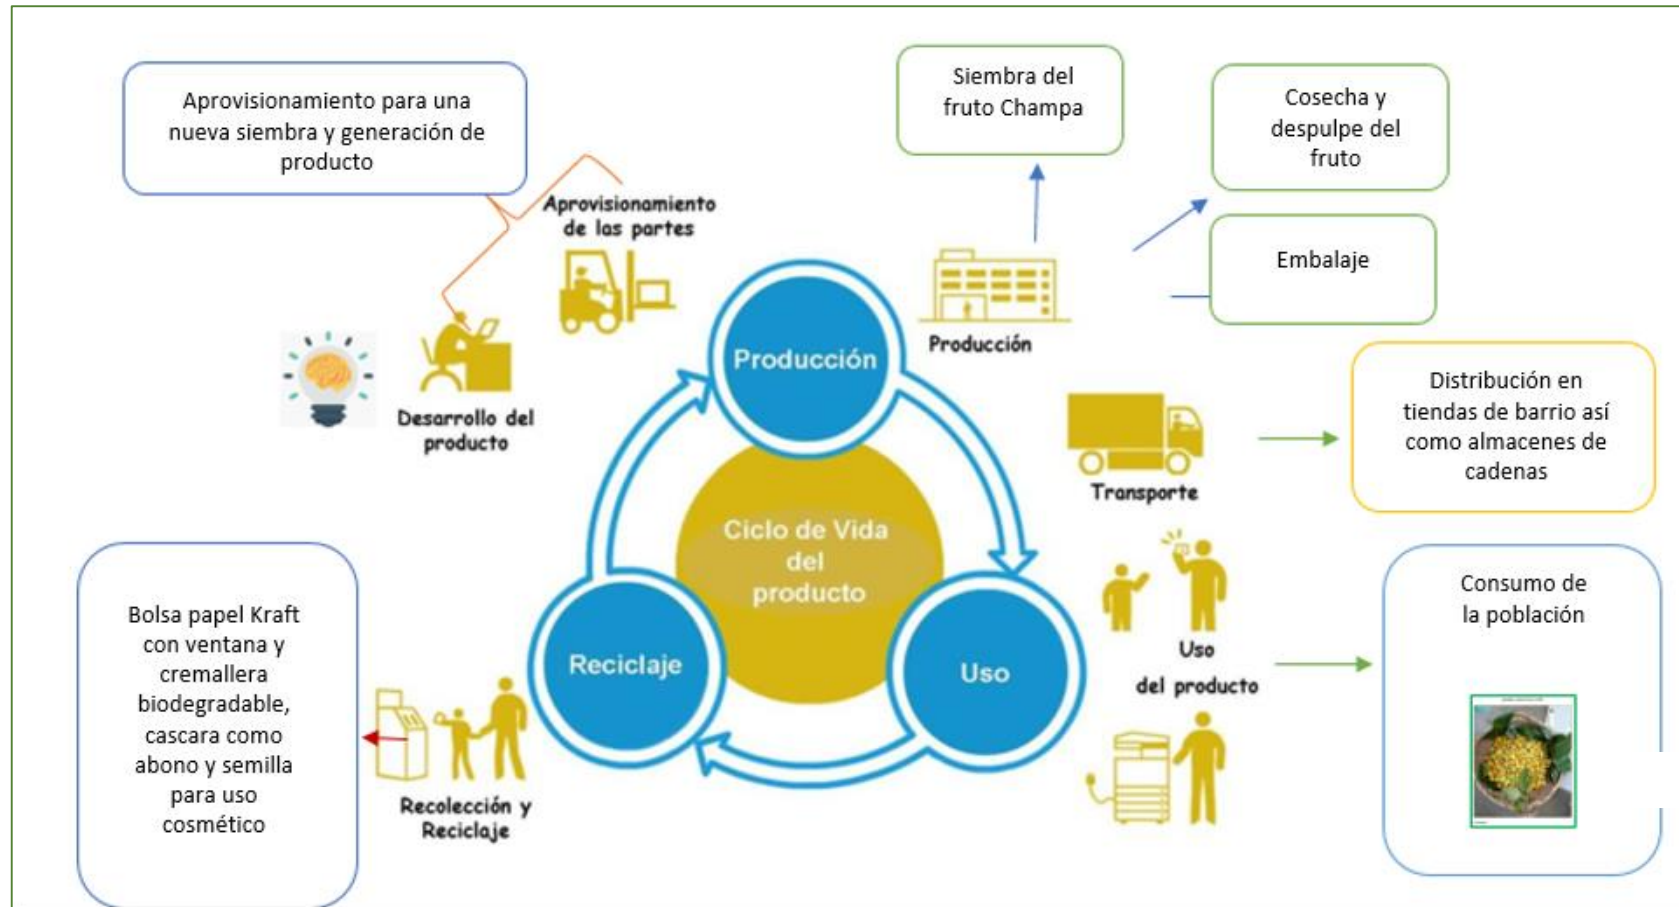 Aprovisionamiento para una
nueva siembra y generación de
producto
Siembra del
fruto Champa
Cosecha y
despulpe del
fruto
Embalaje
Aprovisionamiento
de las partes
Desarrollo del
producto
Producción
Producción
Transporte
Distribución en
tiendas de barrio así
como almacenes de
cadenas
Ciclo de Vida
del
producto
Uso
del producto
Consumo de
la población
Uso
Reciclaje
Recolección y
Reciclaje
Bolsa papel Kraft
con ventana y
cremallera
biodegradable,
cascara como
abono y semilla
para uso
cosmético